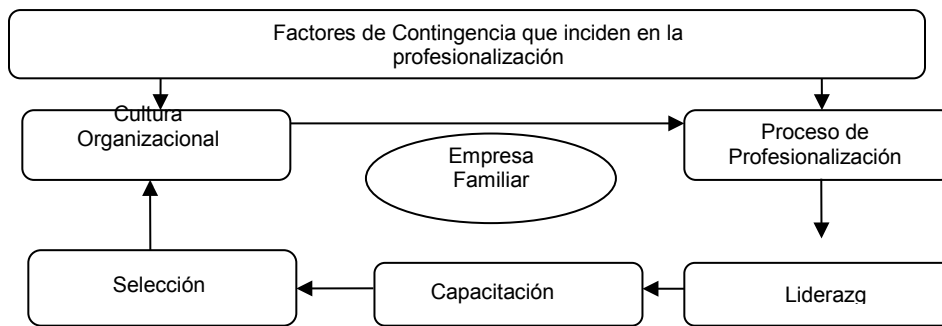 Factores de Contingencia que inciden en la
profesionalización
Cultura
Organizacional
Proceso de
Profesionalización
Empresa
Familiar
Selección
Capacitación
Liderazg